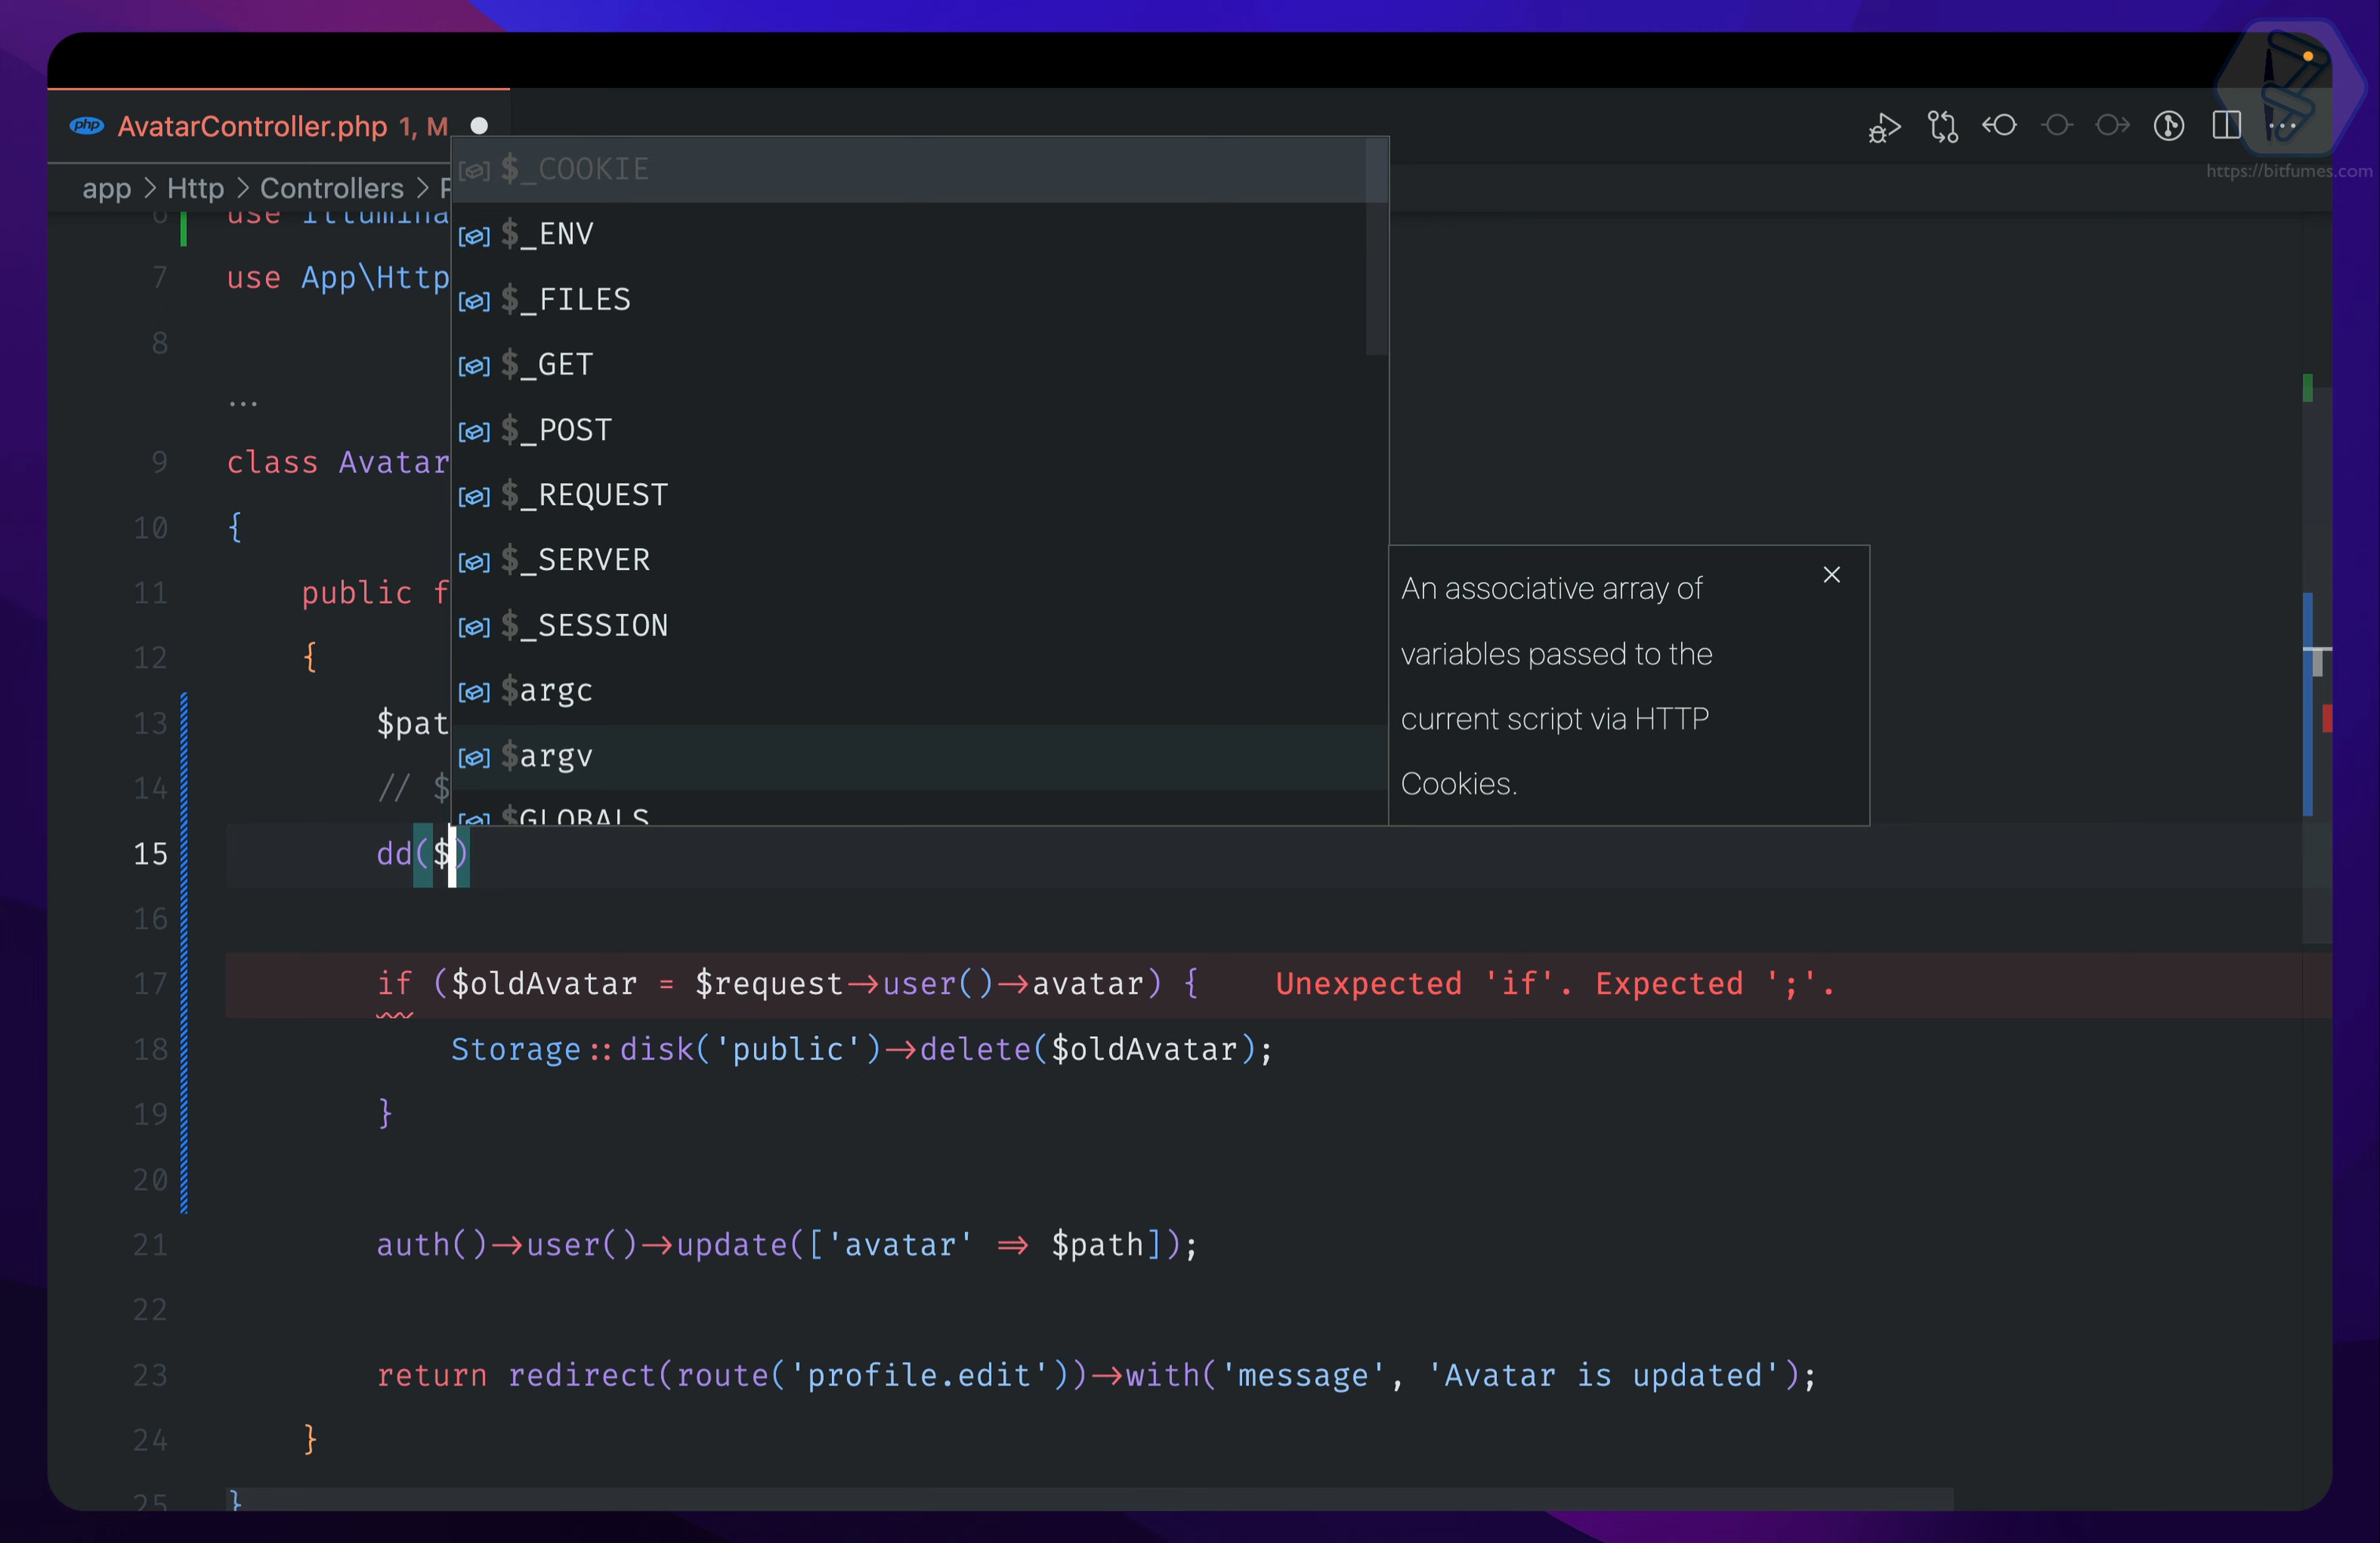 php AvatarController.php 1, M
https://bitfumes.com
app > Http > Controllers > P
6 use Illumina
7 use App\Http
8
...
9 class Avatar
10 {
11 public f
12 {
13 $pat
14 // $
15 dd($)
16
17 if ($oldAvatar = $request->user()->avatar) { Unexpected 'if'. Expected ';'.
18 Storage::disk('public')->delete($oldAvatar);
19 }
20
21 auth()->user()->update(['avatar' => $path]);
22
23 return redirect(route('profile.edit'))->with('message', 'Avatar is updated');
24 }
25 }
$_COOKIE
$_ENV
$_FILES
$_GET
$_POST
$_REQUEST
$_SERVER
$_SESSION
$argc
$argv
$GLOBALS
An associative array of
variables passed to the
current script via HTTP
Cookies.